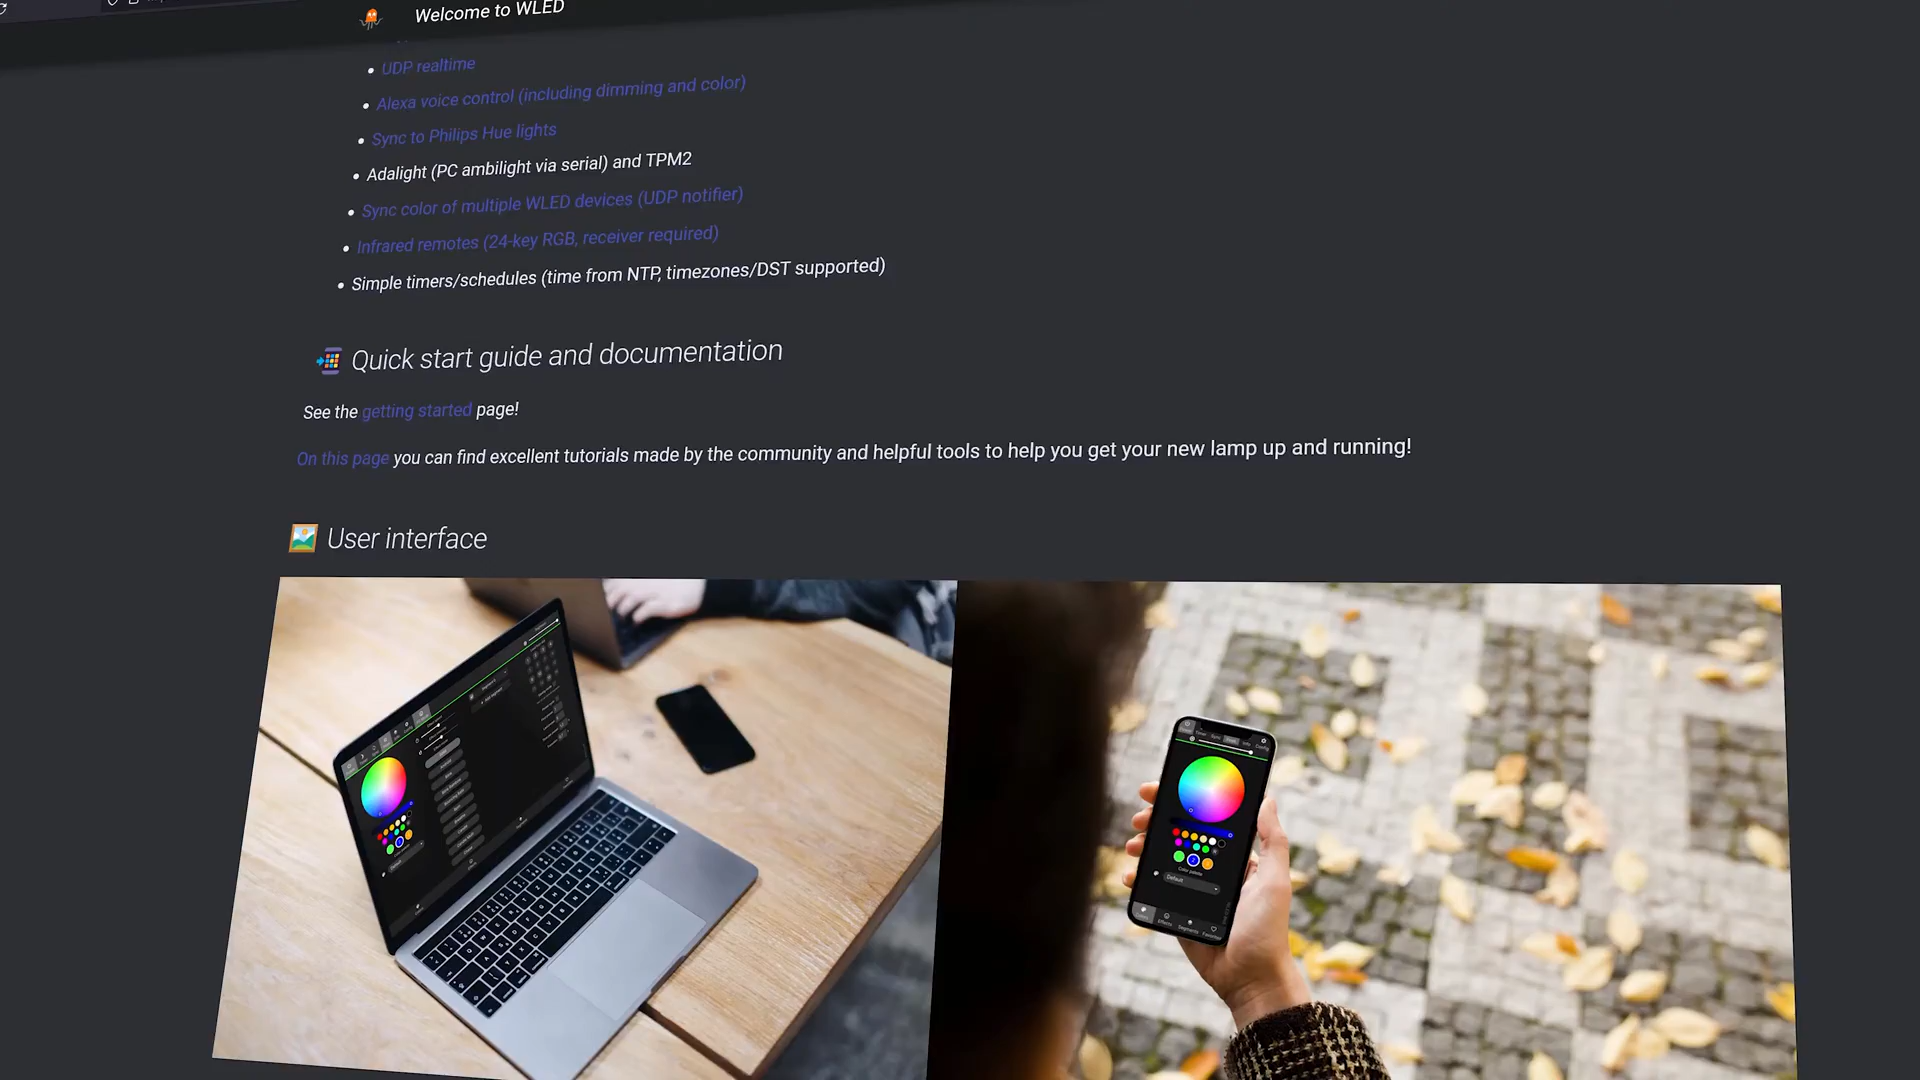 Welcome to WLED
UDP realtime
Alexa voice control (including dimming and color)
Sync to Philips Hue lights
Adalight (PC ambilight via serial) and TPM2
Sync color of multiple WLED devices (UDP notifier)
Infrared remotes (24-key RGB, receiver required)
Simple timers/schedules (time from NTP, timezones/DST supported)
Quick start guide and documentation
See the getting started page!
On this page you can find excellent tutorials made by the community and helpful tools to help you get your new lamp up and running!
User interface
Color palette
Default